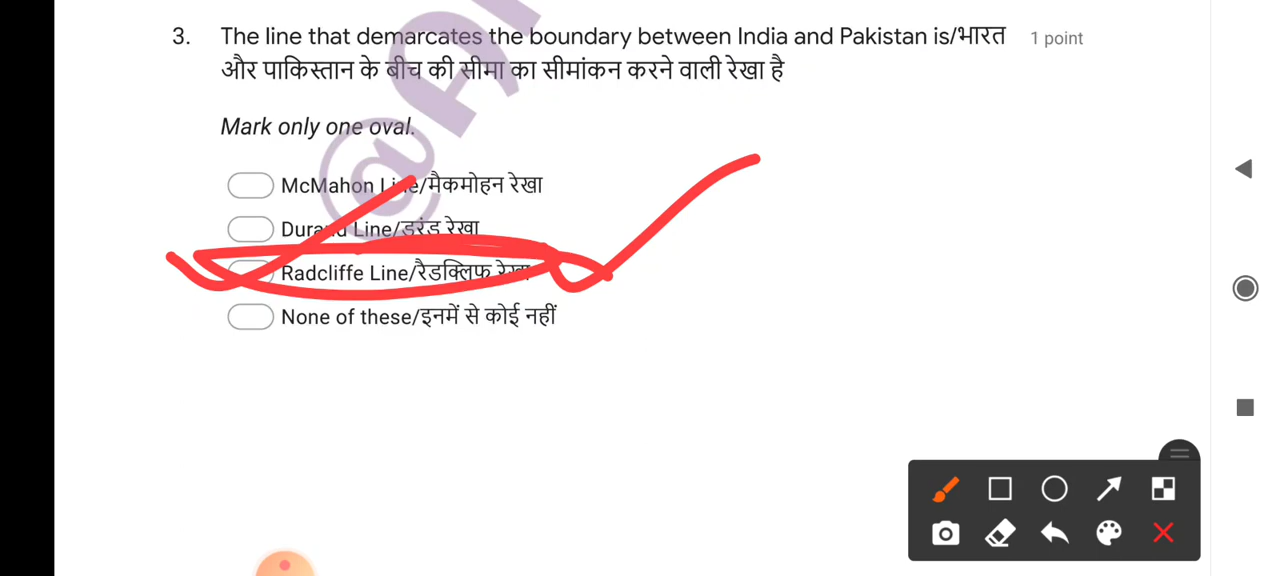 3. The line that demarcates the boundary between India and Pakistan is/भारत 1 point
और पाकिस्तान के बीच की सीमा का सीमांकन करने वाली रेखा है
Mark only one oval.
McMahon Line/मैकमोहन रेखा
Durand Line/डूरंड रेखा
Radcliffe Line/रैडक्लिफ रेखा
None of these/इनमें से कोई नहीं